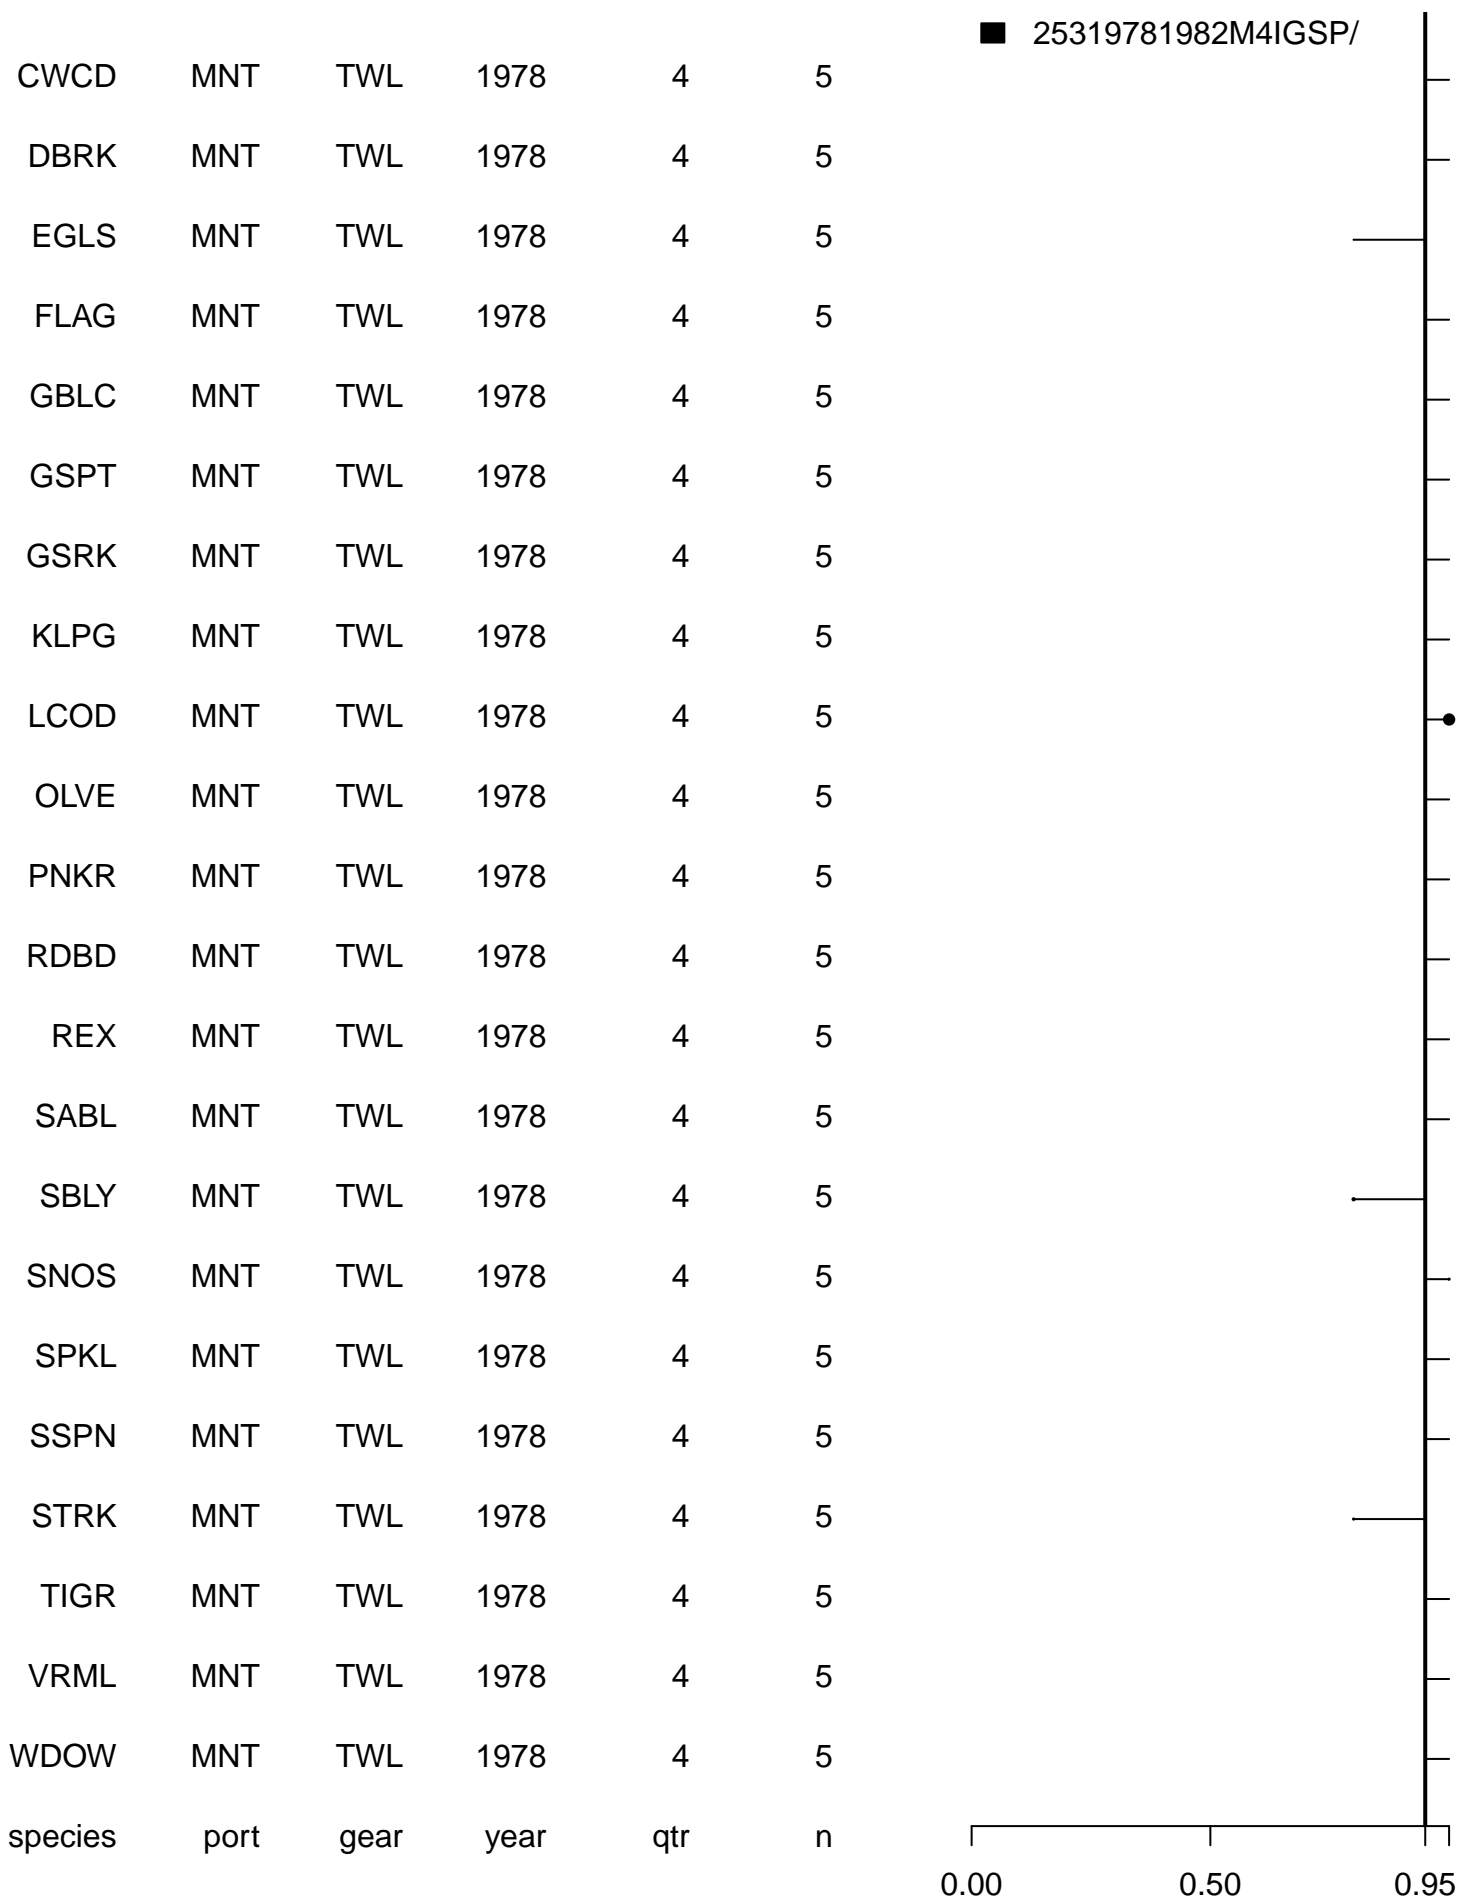 25319781982M4IGSP/
CWCD MNT TWL 1978 4 5
DBRK MNT TWL 1978 4 5
EGLS MNT TWL 1978 4 5
FLAG MNT TWL 1978 4 5
GBLC MNT TWL 1978 4 5
GSPT MNT TWL 1978 4 5
GSRK MNT TWL 1978 4 5
KLPG MNT TWL 1978 4 5
LCOD MNT TWL 1978 4 5
OLVE MNT TWL 1978 4 5
PNKR MNT TWL 1978 4 5
RDBD MNT TWL 1978 4 5
REX MNT TWL 1978 4 5
SABL MNT TWL 1978 4 5
SBLY MNT TWL 1978 4 5
SNOS MNT TWL 1978 4 5
SPKL MNT TWL 1978 4 5
SSPN MNT TWL 1978 4 5
STRK MNT TWL 1978 4 5
TIGR MNT TWL 1978 4 5
VRML MNT TWL 1978 4 5
WDOW MNT TWL 1978 4 5
species port gear year qtr n
0.00 0.50 0.95